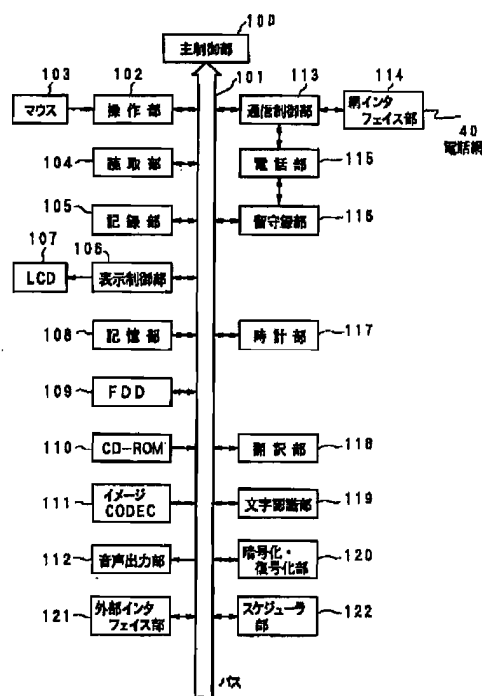 100
主制御部
103
102
101
113
114
マウス
操作部
通信制御部
網インタ
フェイス部
40
電話網
104
読取部
電話部
115
105
記録部
留守録部
116
107
106
LCD
表示制御部
108
記憶部
時計部
117
109
FDD
110
CD-ROM
翻訳部
118
111
イメージ
CODEC
文字認識部
119
112
音声出力部
暗号化・
復号化部
120
121
外部インタ
フェイス部
スケジューラ
部
122
バス